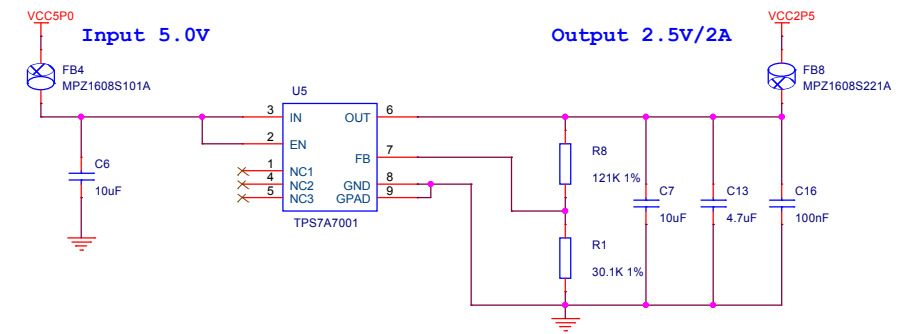 VCC5P0
VCC2P5
Input 5.0V
Output 2.5V/2A
FB4
MPZ1608S101A
FB8
MPZ1608S221A
U5
3
IN
OUT
6
2
EN
FB
7
R8
121K 1%
1
NC1
4
NC2
5
NC3
GND
8
GPAD
9
TPS7A7001
C6
10uF
C7
10uF
C13
4.7uF
C16
100nF
R1
30.1K 1%